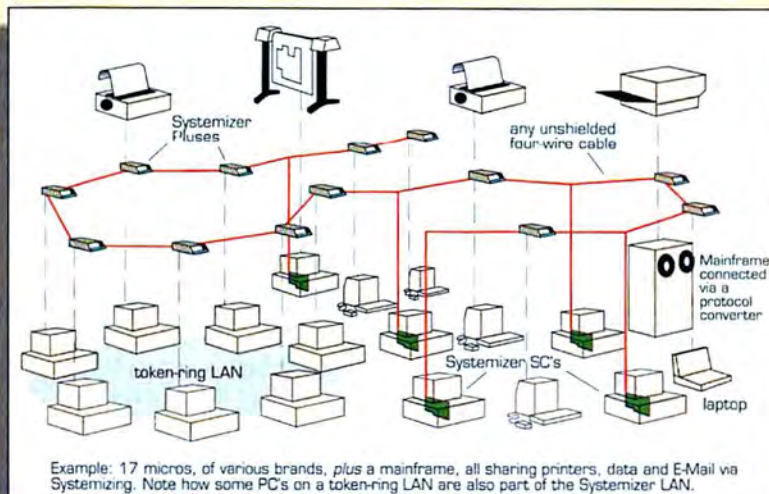 Systemizer
Pluses
any unshielded
four-wire cable
Mainframe
connected
via a
protocol
converter
token-ring LAN
Systemizer SC's
laptop
Example: 17 micros, of various brands, plus a mainframe, all sharing printers, data and E-Mail via
Systemizing. Note how some PC's on a token-ring LAN are also part of the Systemizer LAN.